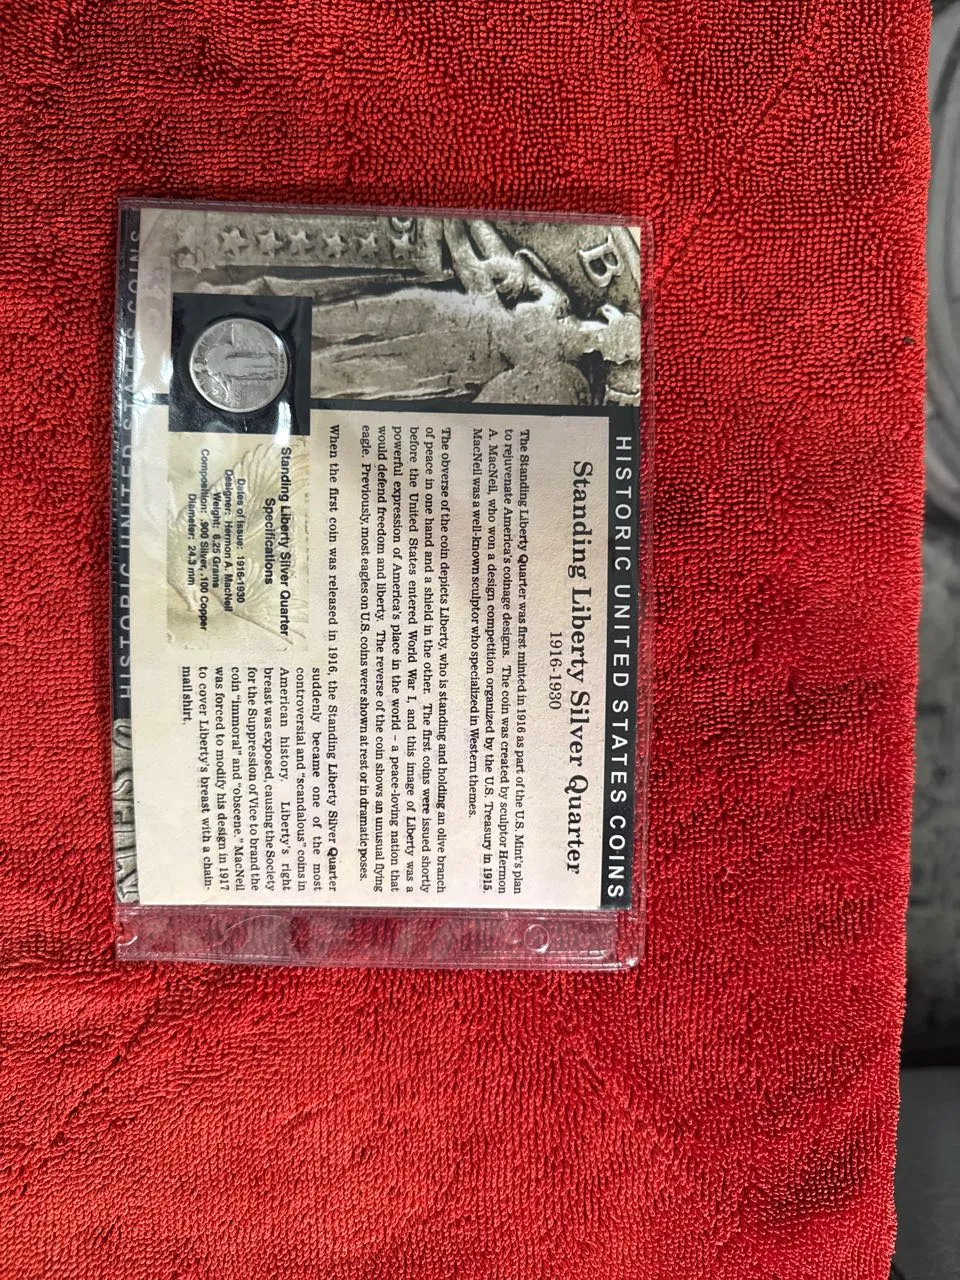 HISTORIC UNITED STATES COINS
Standing Liberty Silver Quarter
1916-1930
The Standing Liberty Quarter was first minted in 1916 as part of the U.S. Mint's plan
to rejuvenate America's coinage designs. The coin was created by sculptor Hermon
A. MacNeil, who won a design competition organized by the U.S. Treasury in 1915.
MacNeil was a well-known sculptor who specialized in Western themes.
The obverse of the coin depicts Liberty, who is standing and holding an olive branch
of peace in one hand and a shield in the other. The first coins were issued shortly
before the United States entered World War I, and this image of Liberty was a
powerful expression of America's place in the world – a peace-loving nation that
would defend freedom and liberty. The reverse of the coin shows an unusual flying
eagle. Previously, most eagles on U.S. coins were shown at rest or in dramatic poses.
When the first coin was released in 1916, the Standing Liberty Silver Quarter
suddenly became one of the most
controversial and "scandalous" coins in
American history. Liberty's right
breast was exposed, causing the Society
for the Suppression of Vice to brand the
coin "immoral" and "obscene." MacNeil
was forced to modify his design in 1917
to cover Liberty's breast with a chain-
mail shirt.
Standing Liberty Silver Quarter
Specifications
Dates of Issue: 1916-1930
Designer: Hermon A. MacNeil
Weight: 6.25 Grams
Composition: .900 Silver, .100 Copper
Diameter: 24.3 mm
B